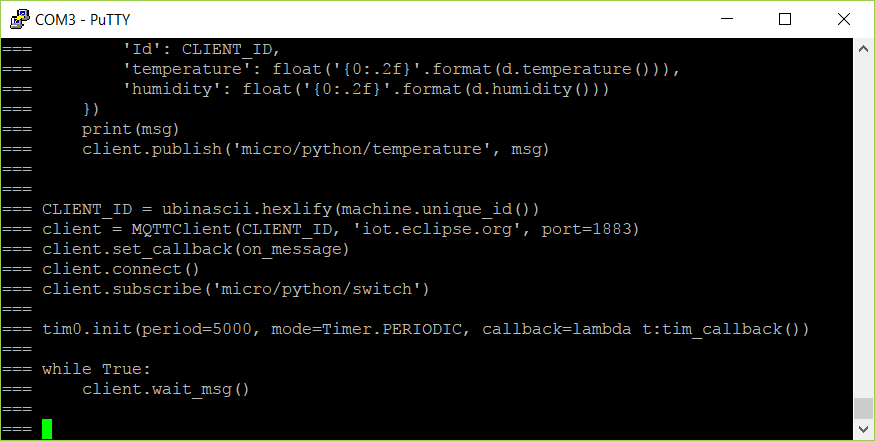 COM3 - PuTTY
===         'Id': CLIENT_ID,
===         'temperature': float('{0:.2f}'.format(d.temperature())),
===         'humidity': float('{0:.2f}'.format(d.humidity()))
===     })
===     print(msg)
===     client.publish('micro/python/temperature', msg)
===
===
=== CLIENT_ID = ubinascii.hexlify(machine.unique_id())
=== client = MQTTClient(CLIENT_ID, 'iot.eclipse.org', port=1883)
=== client.set_callback(on_message)
=== client.connect()
=== client.subscribe('micro/python/switch')
===
=== tim0.init(period=5000, mode=Timer.PERIODIC, callback=lambda t:tim_callback())
===
=== while True:
===     client.wait_msg()
===
===